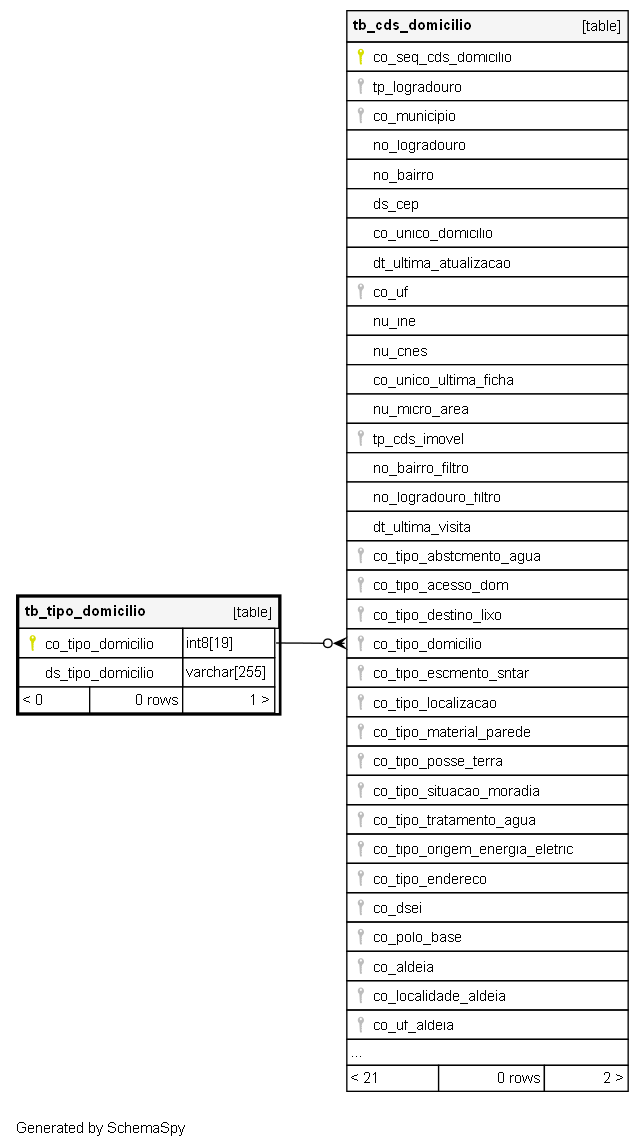 tb_cds_domicilio [table]
co_seq_cds_domicilio
tp_logradouro
co_municipio
no_logradouro
no_bairro
ds_cep
co_unico_domicilio
dt_ultima_atualizacao
co_uf
nu_ine
nu_cnes
co_unico_ultima_ficha
nu_micro_area
tp_cds_imovel
no_bairro_filtro
no_logradouro_filtro
dt_ultima_visita
co_tipo_abstcmento_agua
co_tipo_acesso_dom
co_tipo_destino_lixo
co_tipo_domicilio
co_tipo_escmento_sntar
co_tipo_localizacao
co_tipo_material_parede
co_tipo_posse_terra
co_tipo_situacao_moradia
co_tipo_tratamento_agua
co_tipo_origem_energia_eletric
co_tipo_endereco
co_dsei
co_polo_base
co_aldeia
co_localidade_aldeia
co_uf_aldeia
...
< 21 0 rows 2 >
tb_tipo_domicilio [table]
co_tipo_domicilio int8[19]
ds_tipo_domicilio varchar[255]
< 0 0 rows 1 >
Generated by SchemaSpy